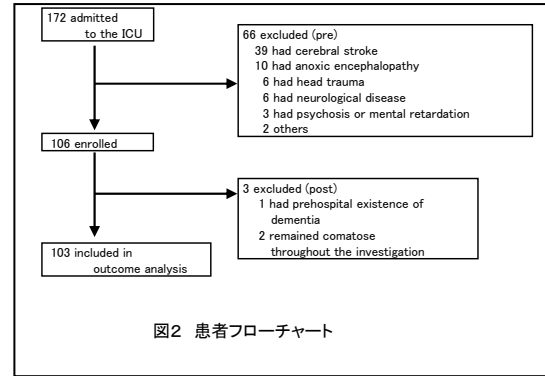 172 admitted
to the ICU
66 excluded (pre)
39 had cerebral stroke
10 had anoxic encephalopathy
6 had head trauma
6 had neurological disease
3 had psychosis or mental retardation
2 others
106 enrolled
3 excluded (post)
1 had prehospital existence of
dementia
2 remained comatose
throughout the investigation
103 included in
outcome analysis
図2 患者フローチャート